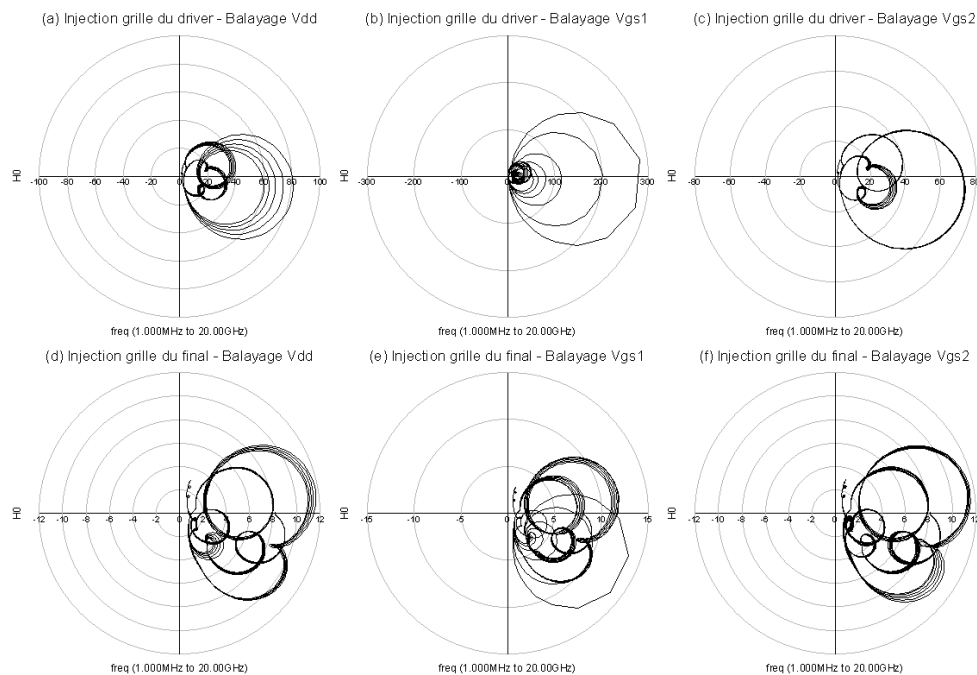 (a) Injection grille du driver - Balayage Vdd
(b) Injection grille du driver - Balayage Vgs1
(c) Injection grille du driver - Balayage Vgs2
H0
-100 -80 -60 -40 -20 0 20 40 60 80 100
H0
-300 -200 -100 0 100 200 300
H0
-80 -60 -40 -20 0 20 40 60 80
freq (1.000MHz to 20.00GHz)
freq (1.000MHz to 20.00GHz)
freq (1.000MHz to 20.00GHz)
(d) Injection grille du final - Balayage Vdd
(e) Injection grille du final - Balayage Vgs1
(f) Injection grille du final - Balayage Vgs2
H0
-12 -10 -8 -6 -4 -2 0 2 4 6 8 10 12
H0
-15 -10 -5 0 5 10 15
H0
-12 -10 -8 -6 -4 -2 0 2 4 6 8 10 12
freq (1.000MHz to 20.00GHz)
freq (1.000MHz to 20.00GHz)
freq (1.000MHz to 20.00GHz)